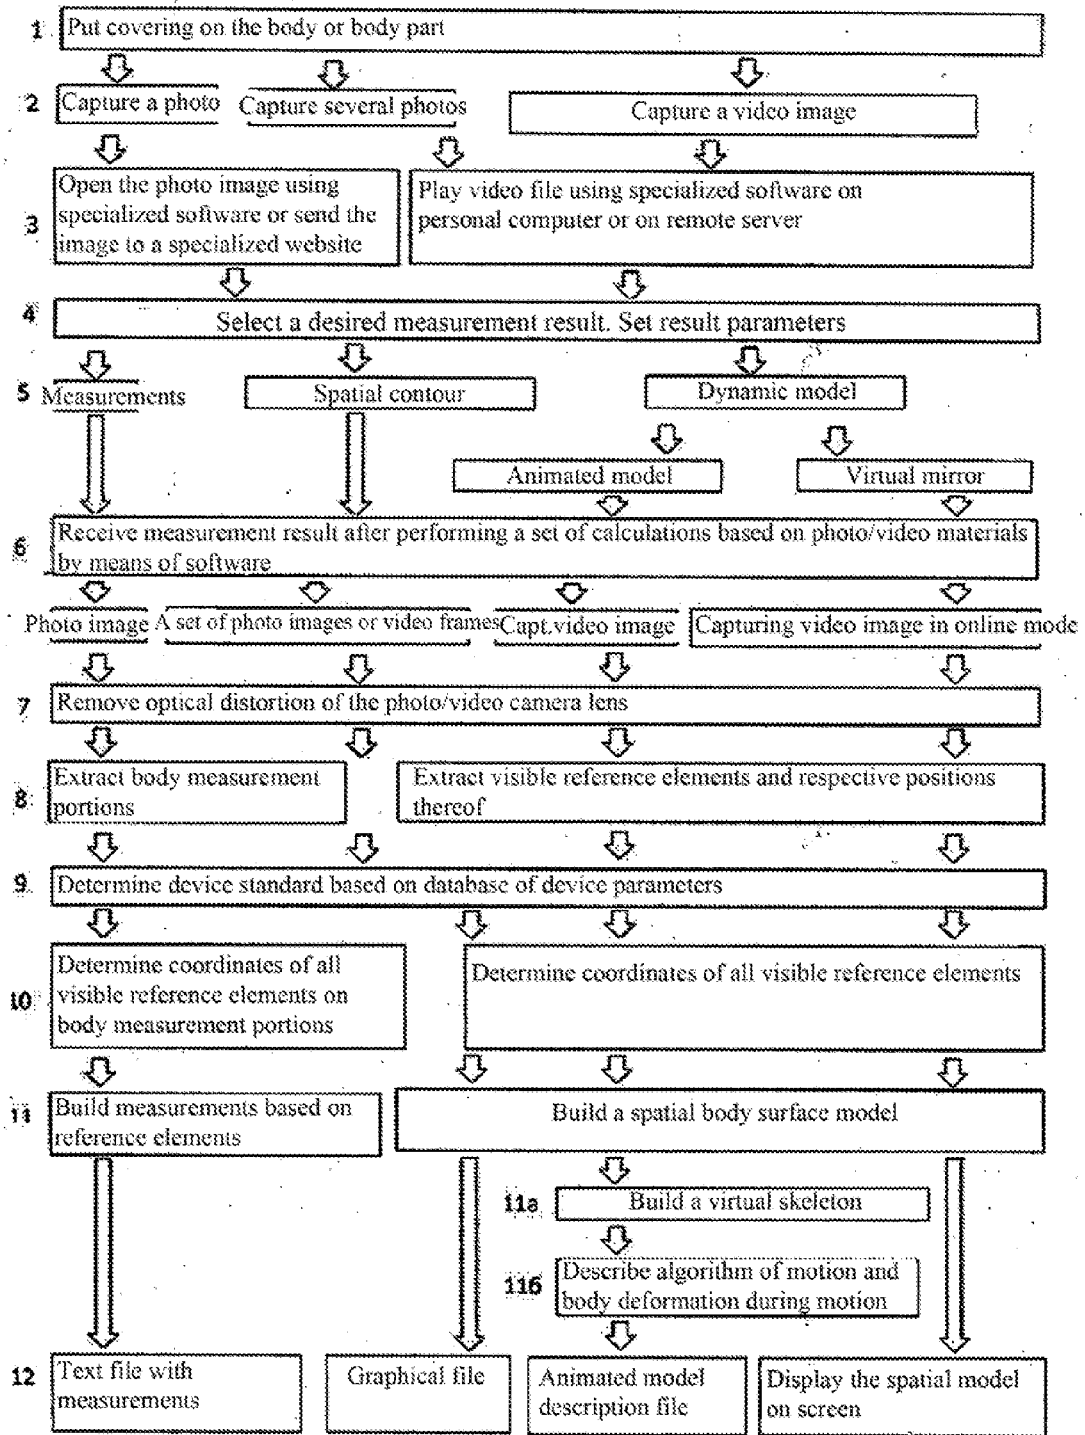 1 Put covering on the body or body part
2 Capture a photo Capture several photos Capture a video image
Open the photo image using
specialized software or send the
image to a specialized website
3
Play video file using specialized software on
personal computer or on remote server
4 Select a desired measurement result. Set result parameters
5 Measurements Spatial contour Dynamic model
Animated model Virtual mirror
6 Receive measurement result after performing a set of calculations based on photo/video materials
by means of software
Photo image A set of photo images or video frames Capt.video image Capturing video image in online mode
7 Remove optical distortion of the photo/video camera lens
8 Extract body measurement
portions
Extract visible reference elements and respective positions
thereof
9 Determine device standard based on database of device parameters
10 Determine coordinates of all
visible reference elements on
body measurement portions
Determine coordinates of all visible reference elements
11 Build measurements based on
reference elements
Build a spatial body surface model
11a Build a virtual skeleton
11б Describe algorithm of motion and
body deformation during motion
12 Text file with
measurements
Graphical file
Animated model
description file
Display the spatial model
on screen